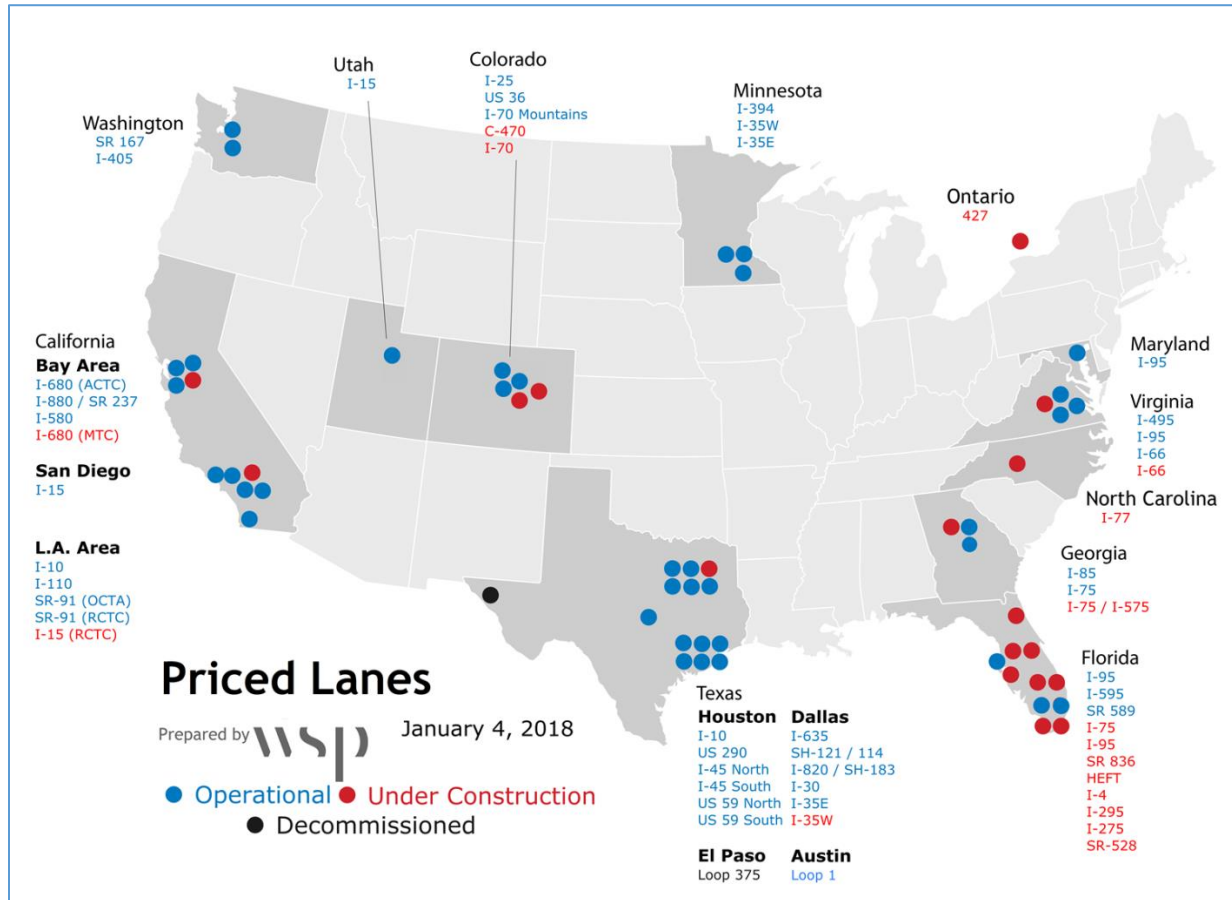 Utah
I-15
Colorado
I-25
US 36
I-70 Mountains
C-470
I-70
Minnesota
I-394
I-35W
I-35E
Washington
SR 167
I-405
Ontario
427
California
Bay Area
I-680 (ACTC)
I-880 / SR 237
I-580
I-680 (MTC)
San Diego
I-15
L.A. Area
I-10
I-110
SR-91 (OCTA)
SR-91 (RCTC)
I-15 (RCTC)
Maryland
I-95
Virginia
I-495
I-95
I-66
I-66
North Carolina
I-77
Georgia
I-85
I-75
I-75 / I-575
Florida
I-95
I-595
SR 589
I-75
I-95
SR 836
HEFT
I-4
I-295
I-275
SR-528
Priced Lanes
Prepared by wsp January 4, 2018
Operational Under Construction
Decommissioned
Texas
Houston Dallas
I-10 I-635
US 290 SH-121 / 114
I-45 North I-820 / SH-183
I-45 South I-30
US 59 North I-35E
US 59 South I-35W
El Paso Austin
Loop 375 Loop 1